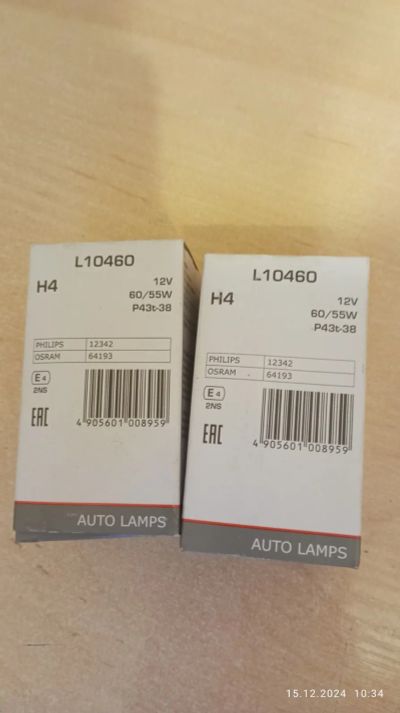 L10460
H4
12V
60/55W
P43t-38
PHILIPS 12342
OSRAM 64193
E4
2NS
EAC
4 905601 008959
AUTO LAMPS
L10460
H4
12V
60/55W
P43t-38
PHILIPS 12342
OSRAM 64193
E4
2NS
EAC
4 905601 008959
AUTO LAMPS
15.12.2024 10:34